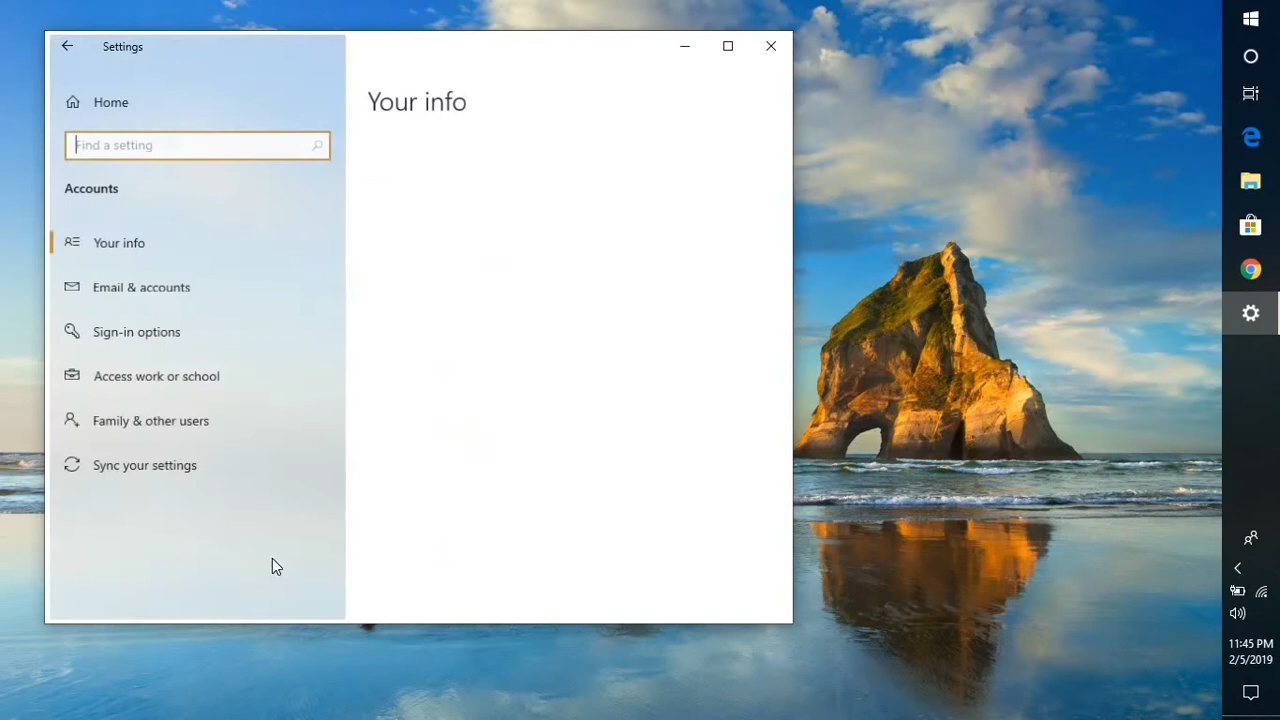 Settings
Home
Find a setting
Accounts
Your info
Email & accounts
Sign-in options
Access work or school
Family & other users
Sync your settings
Your info
11:45 PM
2/5/2019